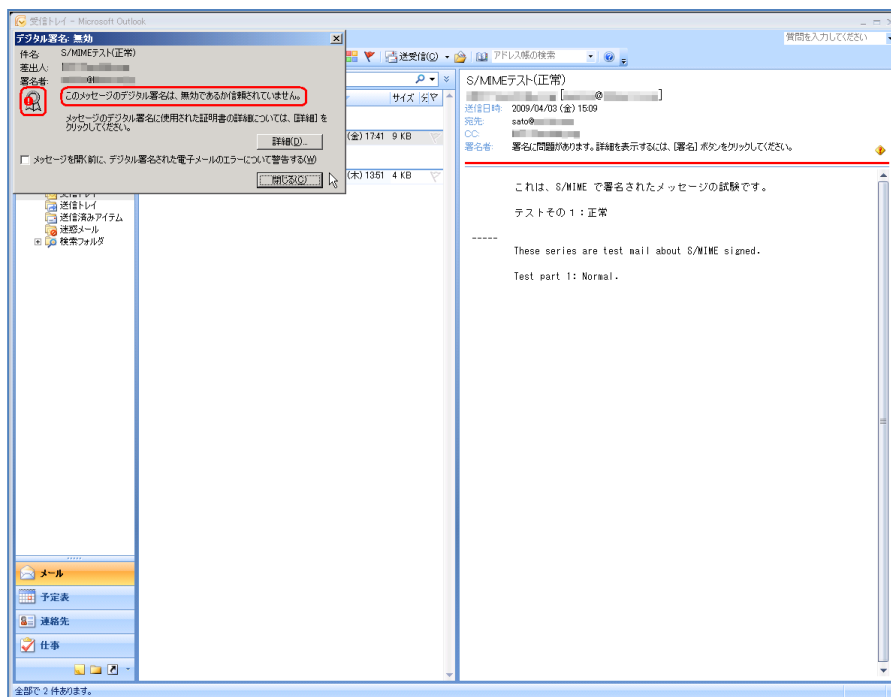 受信トレイ - Microsoft Outlook
質問を入力してください
デジタル署名: 無効
件名: S/MIMEテスト(正常)
差出人:
署名者:
このメッセージのデジタル署名は、無効であるか信頼されていません。
メッセージのデジタル署名に使用された証明書の詳細については、[詳細] を
クリックしてください。
詳細(D)...
メッセージを開く前に、デジタル署名された電子メールのエラーについて警告する(W)
閉じる(C)
送受信(C)
アドレス帳の検索
サイズ
(金) 17:41 9 KB
(木) 13:51 4 KB
受信トレイ
送信トレイ
送信済みアイテム
迷惑メール
検索フォルダ
S/MIMEテスト(正常)
送信日時: 2009/04/03 (金) 15:09
宛先: sato@
CC:
署名者: 署名に問題があります。詳細を表示するには、[署名] ボタンをクリックしてください。
これは、S/MIME で署名されたメッセージの試験です。
テストその1：正常
-----
These series are test mail about S/MIME signed.
Test part 1: Normal.
メール
予定表
連絡先
仕事
全部で 2 件あります。